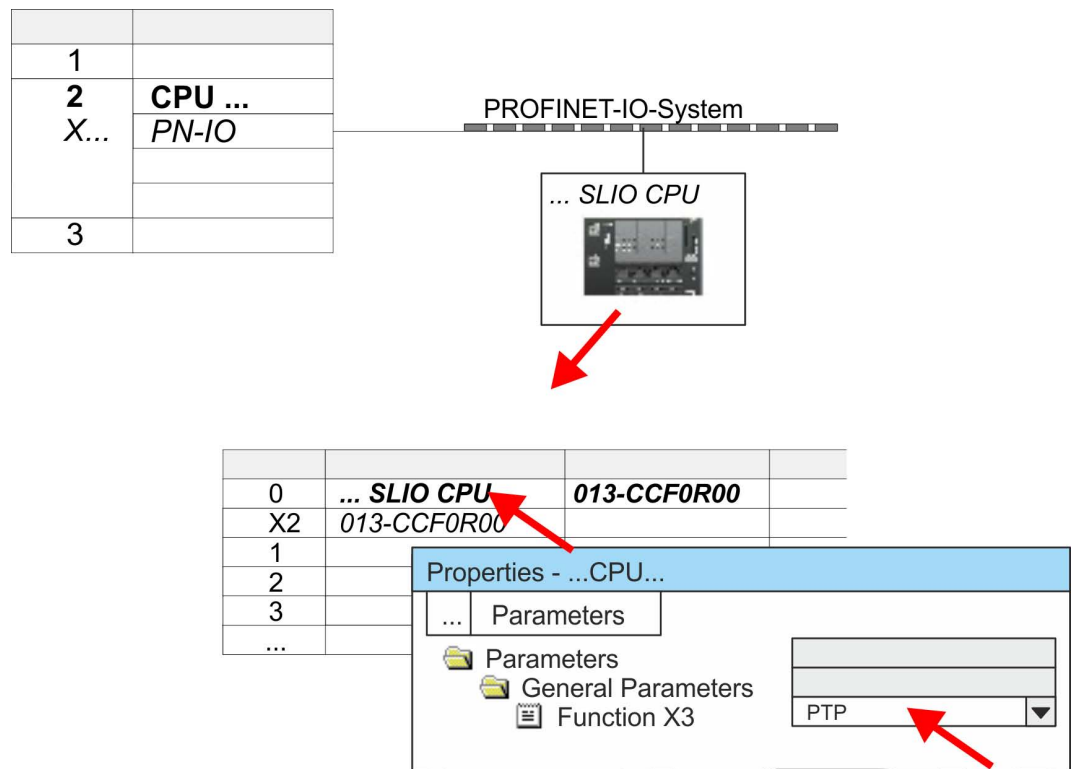 1
2 CPU ...
X... PN-IO
3
PROFINET-IO-System
... SLIO CPU
0 ... SLIO CPU 013-CCF0R00
X2 013-CCF0R00
1
2
3
...
Properties - ...CPU...
... Parameters
Parameters
General Parameters
Function X3 PTP